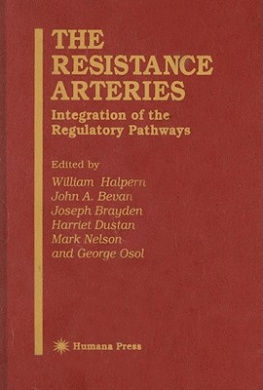 THE
RESISTANCE
ARTERIES
Integration of the
Regulatory Pathways
Edited by
William Halpern
John A. Bevan
Joseph Brayden
Harriet Dustan
Mark Nelson
and George Osol
Humana Press